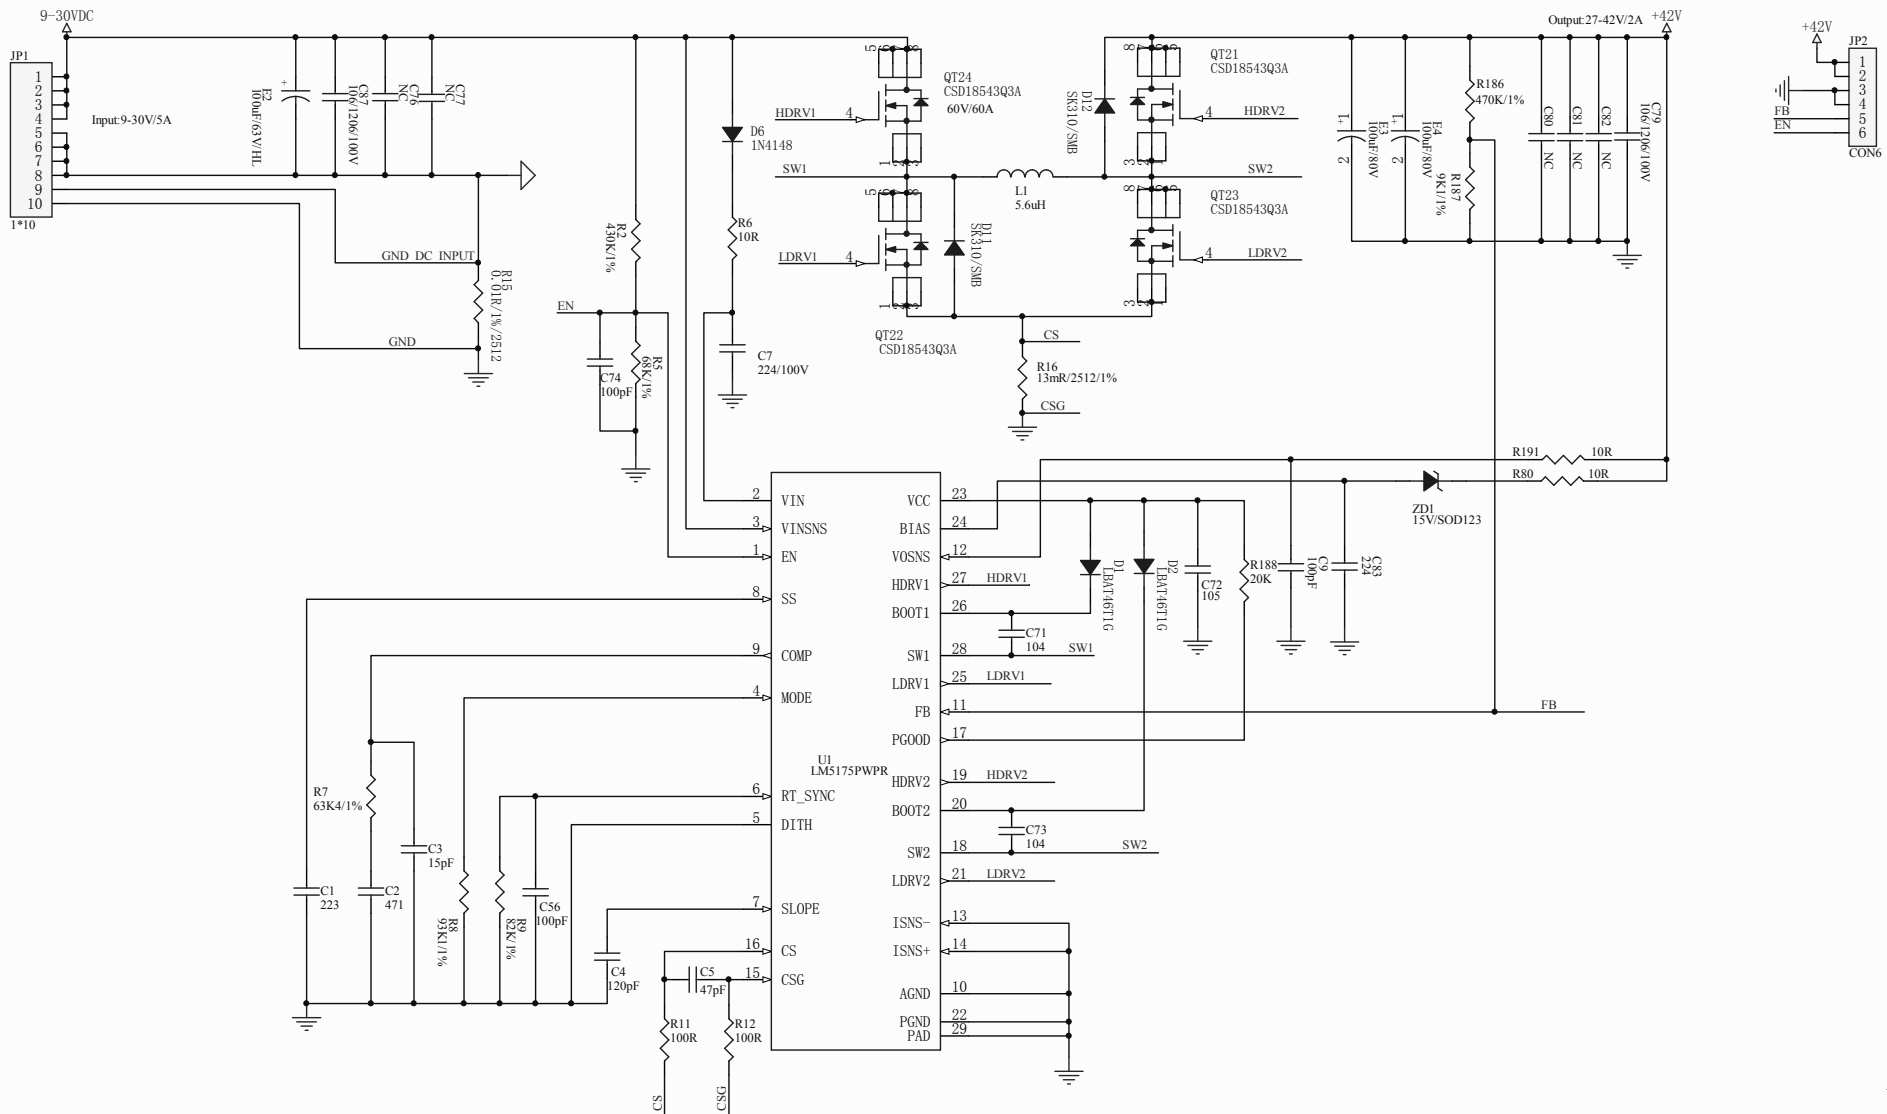 9-30VDC
JP1
1
2
3
4
5
6
7
8
9
10
1*10
Input:9-30V/5A
E2
100uF/63V/HL
C87
106/1206/100V
C76
NC
C77
NC
GND DC INPUT
GND
R15
0.01R/1%/2512
R2
430K/1%
EN
C74
100pF
R5
68K/1%
D6
1N4148
R6
10R
C7
224/100V
QT24
CSD18543Q3A
60V/60A
HDRV1
4
SW1
LDRV1
4
QT22
CSD18543Q3A
D11
SK310/SMB
L1
5.6uH
D12
SK310/SMB
QT21
CSD18543Q3A
4
HDRV2
SW2
QT23
CSD18543Q3A
4
LDRV2
CS
R16
13mR/2512/1%
CSG
Output:27-42V/2A
+42V
1
+
2
E3
100uF/80V
1
+
2
E4
100uF/80V
R186
470K/1%
R187
9K1/1%
C80
NC
C81
NC
C82
NC
C79
106/1206/100V
+42V
JP2
1
2
3
4
5
6
FB
EN
CON6
R191
10R
R80
10R
ZD1
15V/SOD123
2 VIN
3 VINSNS
1 EN
8 SS
9 COMP
4 MODE
6 RT_SYNC
5 DITH
7 SLOPE
16 CS
15 CSG
U1
LM5175PWPR
VCC 23
BIAS 24
VOSNS 12
HDRV1 27 HDRV1
BOOT1 26
SW1 28 SW1
LDRV1 25 LDRV1
FB 11 FB
PGOOD 17
HDRV2 19 HDRV2
BOOT2 20
SW2 18 SW2
LDRV2 21 LDRV2
ISNS- 13
ISNS+ 14
AGND 10
PGND 22
PAD 29
C71
104
C73
104
D1
LBAT46T1G
D2
LBAT46T1G
C72
105
R188
20K
C9
100pF
C83
224
R7
63K4/1%
C3
15pF
C1
223
C2
471
R8
93K1/1%
R9
82K/1%
C56
100pF
C4
120pF
C5
47pF
R11
100R
R12
100R
CS
CSG